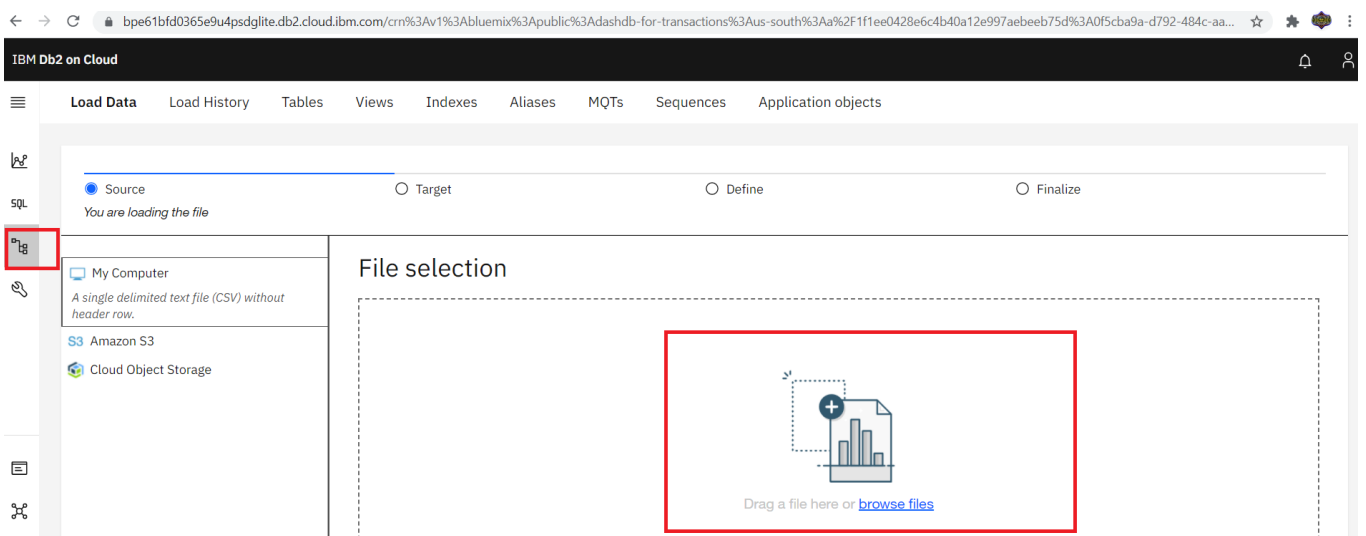 bpe61bfd0365e9u4psdglite.db2.cloud.ibm.com/crn%3Av1%3Abluemix%3Apublic%3Adashdb-for-transactions%3Aus-south%3Aa%2F1f1ee0428e6c4b40a12e997aebeeb75d%3A0f5cba9a-d792-484c-aa...
IBM Db2 on Cloud
Load Data Load History Tables Views Indexes Aliases MQTs Sequences Application objects
Source Target Define Finalize
You are loading the file
SQL
My Computer
A single delimited text file (CSV) without
header row.
S3 Amazon S3
Cloud Object Storage
File selection
Drag a file here or browse files